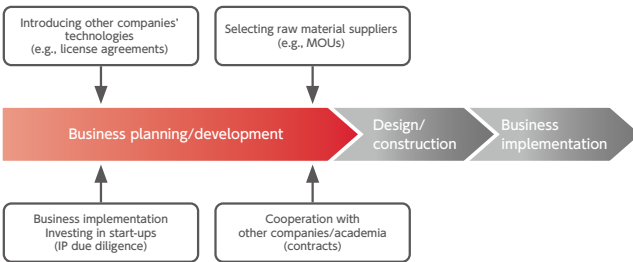 Introducing other companies'
technologies
(e.g., license agreements)
Selecting raw material suppliers
(e.g., MOUs)
Business planning/development
Design/
construction
Business
implementation
Business implementation
Investing in start-ups
(IP due diligence)
Cooperation with
other companies/academia
(contracts)